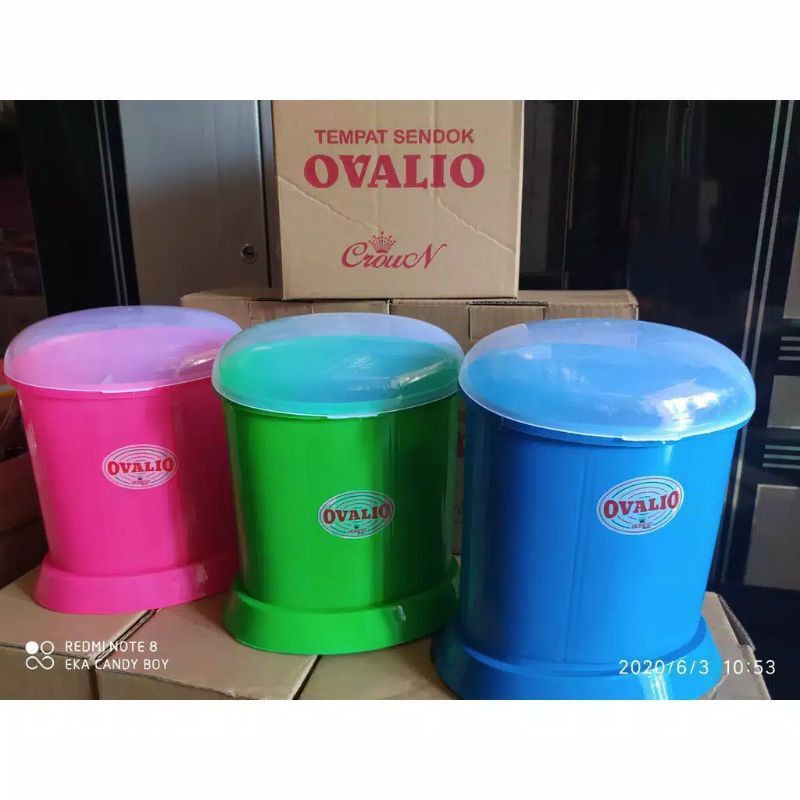 TEMPAT SENDOK
OVALIO
CrowN
OVALIO
OVALIO
OVALIO
REDMI NOTE 8
EKA CANDY BOY
2020/6/3 10:53